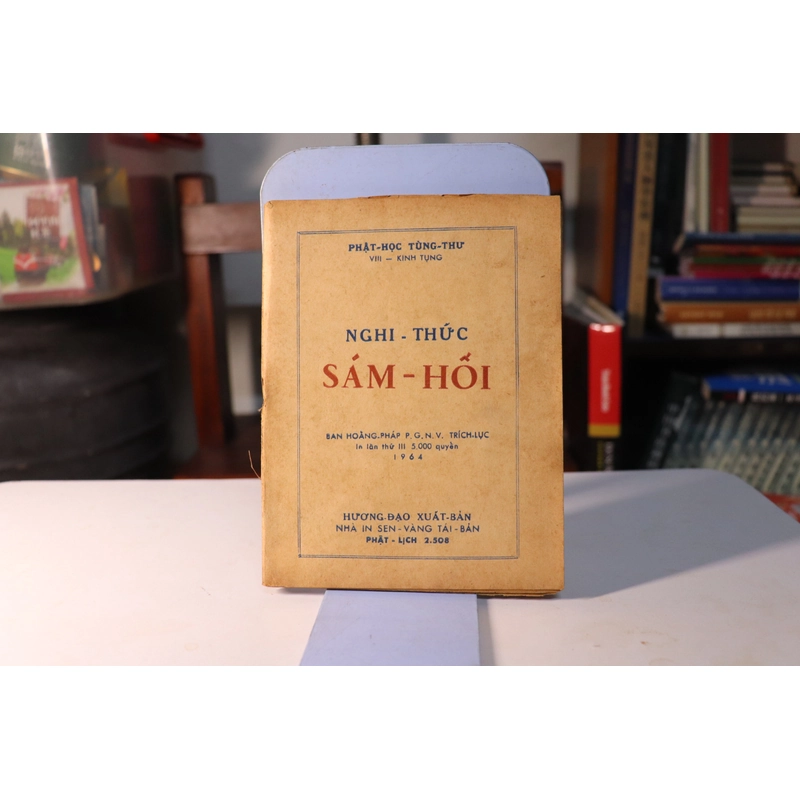 PHẬT-HỌC TÙNG-THƯ
VIII — KINH TỤNG
NGHI - THỨC
SÁM-HỐI
BAN HOẰNG-PHÁP P.G.N.V. TRÍCH-LỤC
In lần thứ III 5.000 quyển
1964
HƯƠNG-ĐẠO XUẤT-BẢN
NHÀ IN SEN-VÀNG TÁI-BẢN
PHẬT - LỊCH 2.508